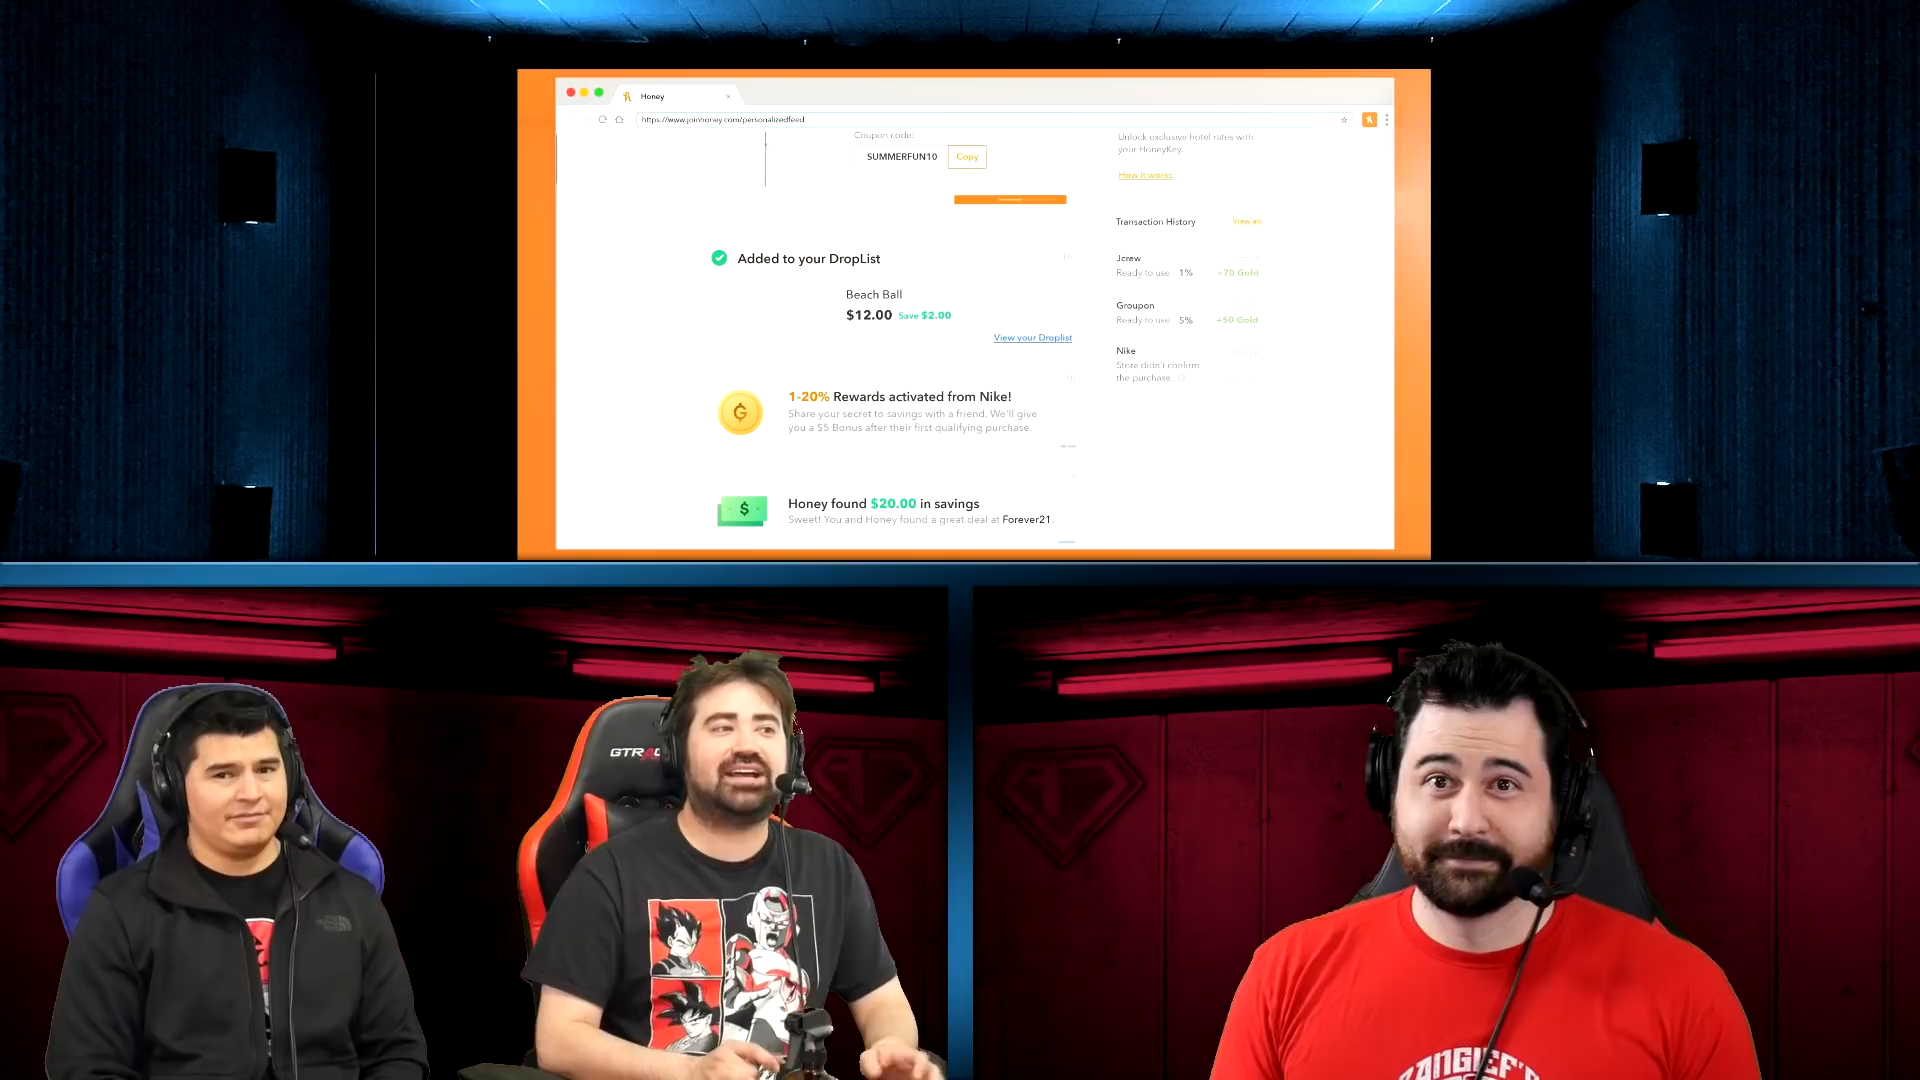 Honey
https://www.joinhoney.com/personalizedfeed
Coupon code:
SUMMERFUN10
Copy
Added to your DropList
Beach Ball
$12.00 Save $2.00
View your Droplist
1-20% Rewards activated from Nike!
Share your secret to savings with a friend. We'll give
you a $5 Bonus after their first qualifying purchase.
Honey found $20.00 in savings
Sweet! You and Honey found a great deal at Forever21.
Unlock exclusive hotel rates with
your HoneyKey.
How it works
Transaction History View all
Jcrew
Ready to use 1% +70 Gold
Groupon
Ready to use 5% +50 Gold
Nike
Store didn't confirm
the purchase.